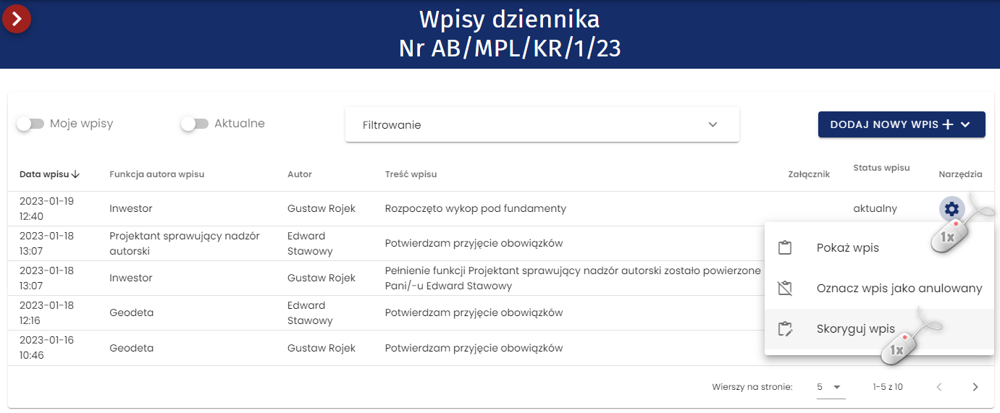 Wpisy dziennika
Nr AB/MPL/KR/1/23
Moje wpisy
Aktualne
Filtrowanie
DODAJ NOWY WPIS
Data wpisu Funkcja autora wpisu Autor Treść wpisu Załącznik Status wpisu Narzędzia
2023-01-19
12:40
Inwestor
Gustaw Rojek
Rozpoczęto wykop pod fundamenty
aktualny
2023-01-18
13:07
Projektant sprawujący nadzór
autorski
Edward
Stawowy
Potwierdzam przyjęcie obowiązków
2023-01-18
13:07
Inwestor
Gustaw Rojek
Pełnienie funkcji Projektant sprawujący nadzór autorski zostało powierzone
Pani/-u Edward Stawowy
2023-01-18
12:16
Geodeta
Edward
Stawowy
Potwierdzam przyjęcie obowiązków
2023-01-16
10:46
Geodeta
Gustaw Rojek
Potwierdzam przyjęcie obowiązków
1x
Pokaż wpis
Oznacz wpis jako anulowany
Skoryguj wpis
1x
Wierszy na stronie: 5 1-5 z 10